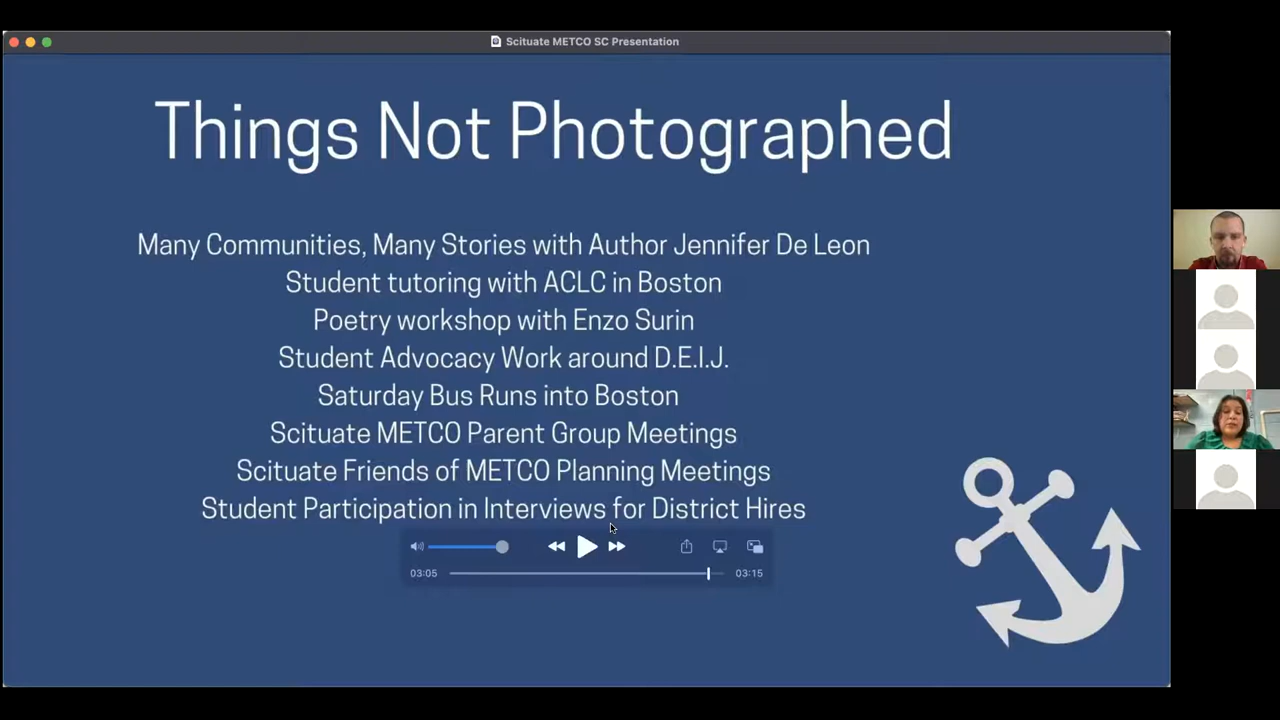 Scituate METCO SC Presentation
Things Not Photographed
Many Communities, Many Stories with Author Jennifer De Leon
Student tutoring with ACLC in Boston
Poetry workshop with Enzo Surin
Student Advocacy Work around D.E.I.J.
Saturday Bus Runs into Boston
Scituate METCO Parent Group Meetings
Scituate Friends of METCO Planning Meetings
Student Participation in Interviews for District Hires
03:05
03:15